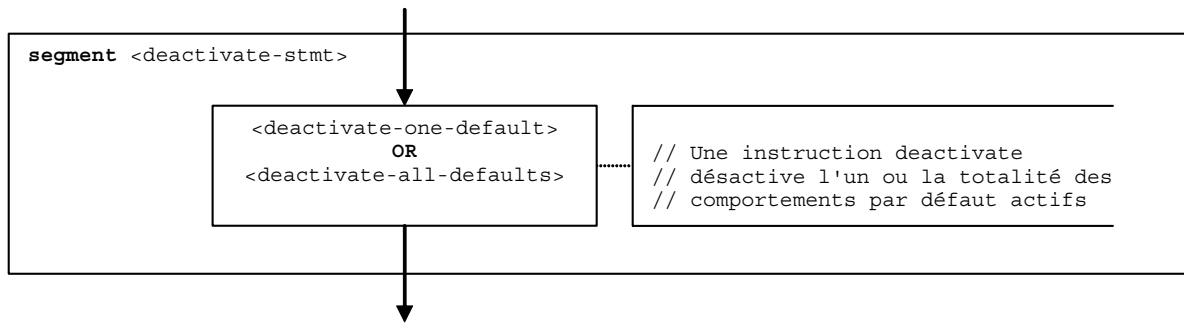 segment <deactivate-stmt>
<deactivate-one-default>
OR
<deactivate-all-defaults>
// Une instruction deactivate
// désactive l'un ou la totalité des
// comportements par défaut actifs